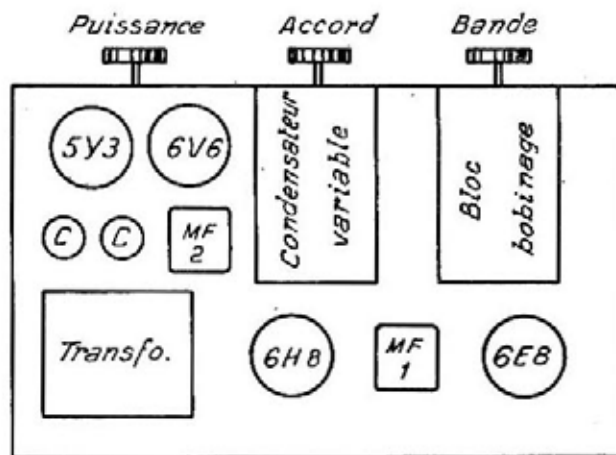 Puissance Accord Bande
5Y3 6V6
Condensateur
variable
Bloc
bobinage
C C
MF
2
Transfo.
6H8
MF
1
6E8